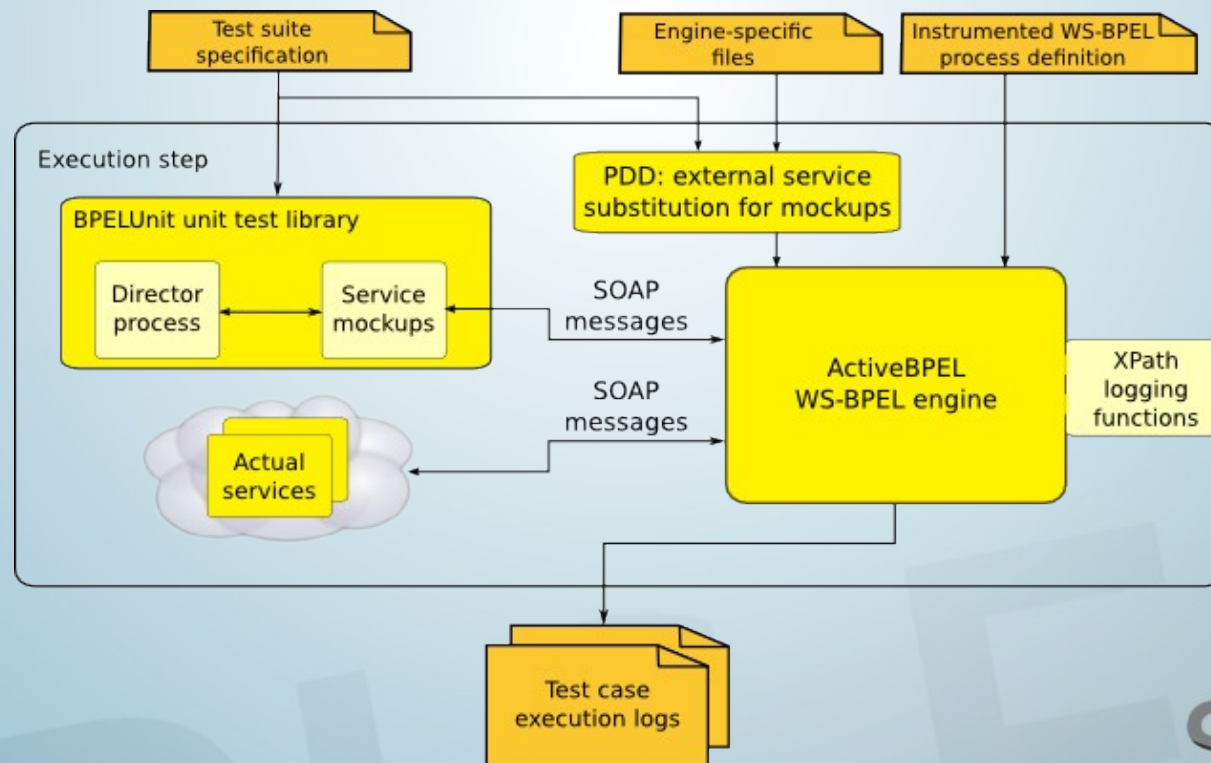 Test suite
specification
Engine-specific
files
Instrumented WS-BPEL
process definition
Execution step
PDD: external service
substitution for mockups
BPELUnit unit test library
Director
process
Service
mockups
SOAP
messages
ActiveBPEL
WS-BPEL engine
XPath
logging
functions
SOAP
messages
Actual
services
Test case
execution logs